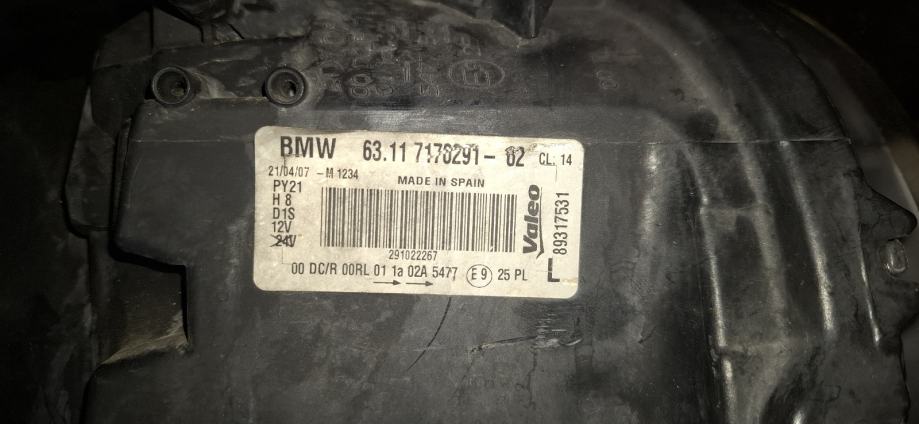 BMW 63.11 7178291- 02 CL: 14
21/04/07 -M 1234
MADE IN SPAIN
PY21
H 8
D1S
12V
24V
291022267
Valeo
89317531
L
00 DC/R 00RL 01 1a 02A 5477 E9 25 PL